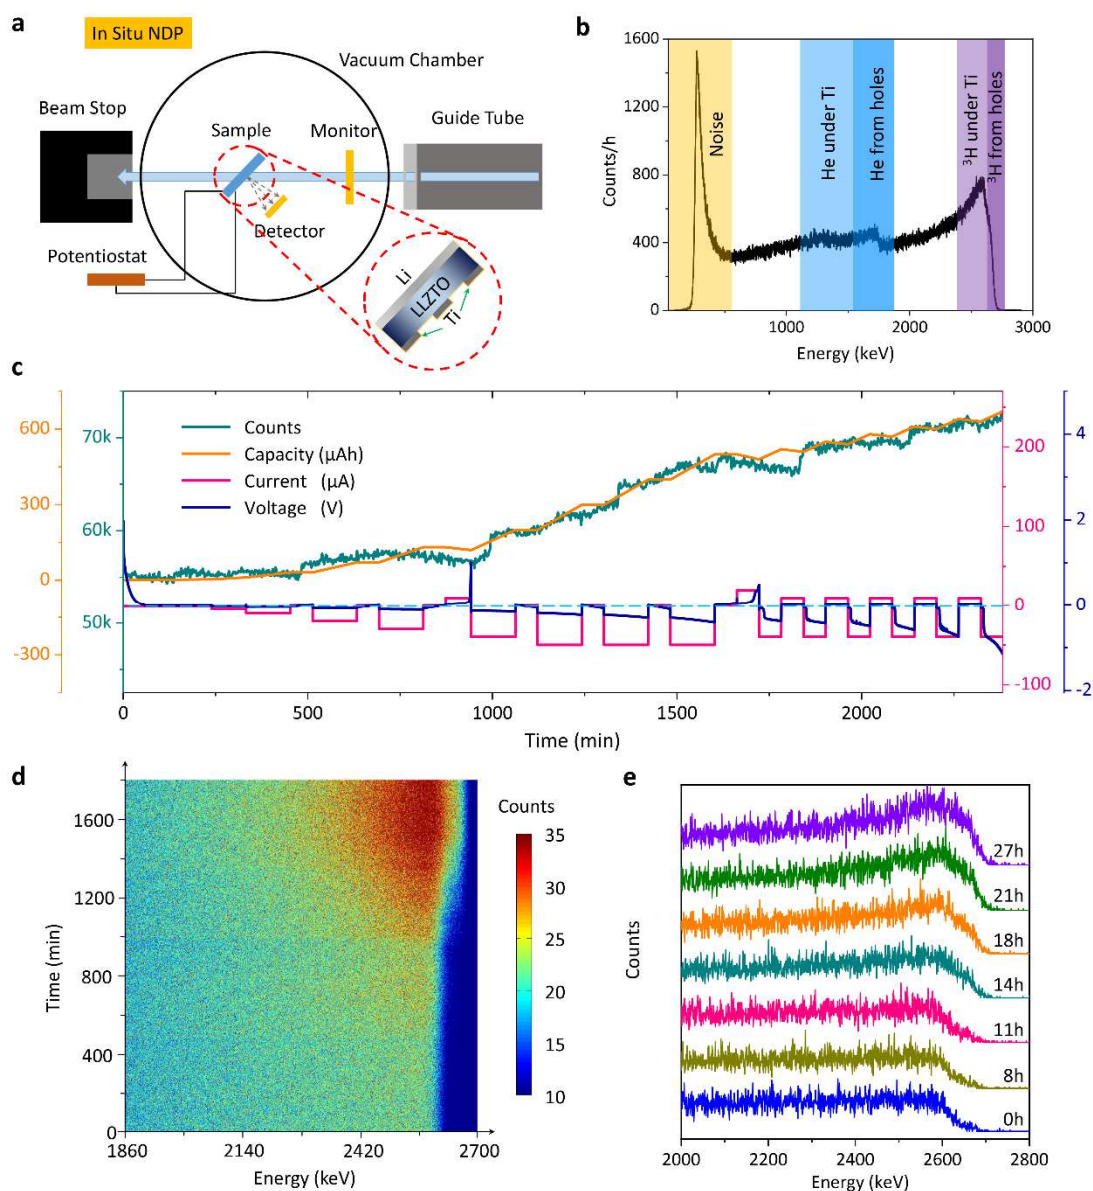 a
In Situ NDP
Vacuum Chamber
Beam Stop
Sample
Monitor
Guide Tube
Detector
Potentiostat
Li
LLZTO
Ti
b
1600
1200
800
400
0
Counts/h
Noise
He under Ti
He from holes
³H under Ti
³H from holes
1000
2000
3000
Energy (keV)
c
600
300
0
-300
70k
60k
50k
Counts
Capacity (µAh)
Current (µA)
Voltage (V)
200
100
0
-100
4
2
0
-2
0
500
1000
1500
2000
Time (min)
d
1600
1200
800
400
0
Time (min)
1860
2140
2420
2700
Energy (keV)
Counts
35
30
25
20
15
10
e
Counts
27h
21h
18h
14h
11h
8h
0h
2000
2200
2400
2600
2800
Energy (keV)